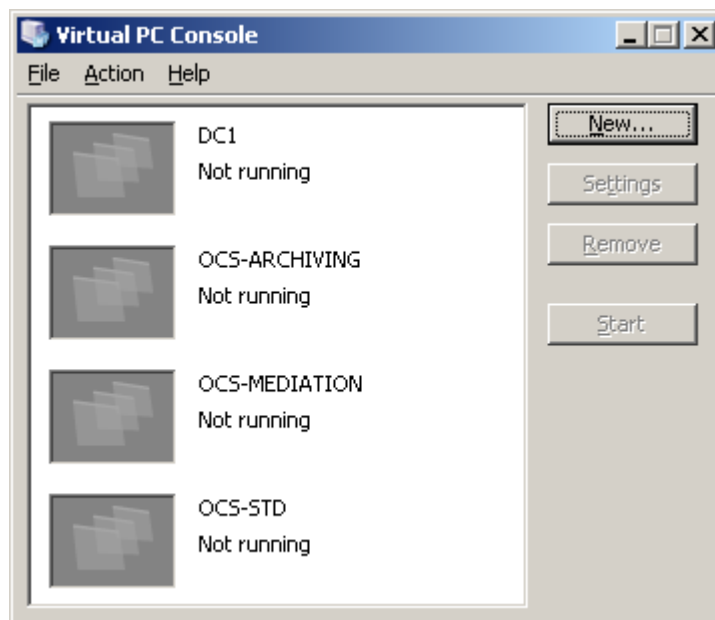 Virtual PC Console
File Action Help
DC1
Not running
OCS-ARCHIVING
Not running
OCS-MEDIATION
Not running
OCS-STD
Not running
New...
Settings
Remove
Start